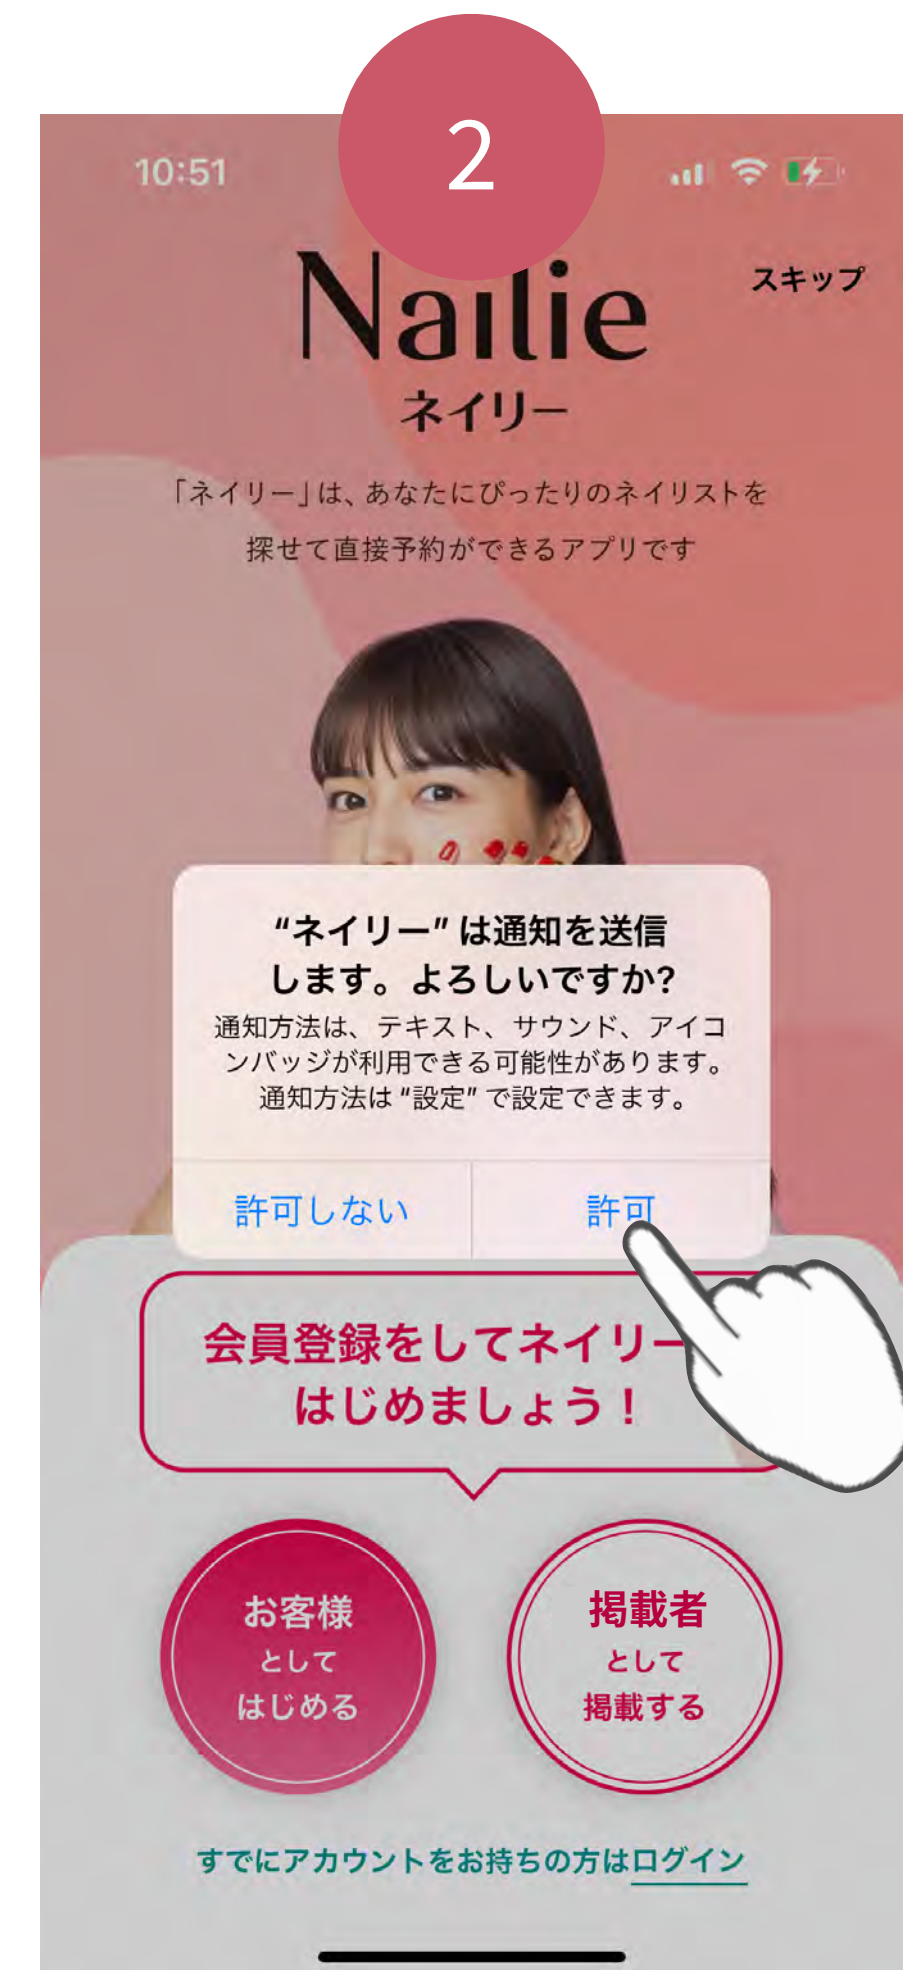 2
10:51
スキップ
Nailie
ネイリー
「ネイリー」は、あなたにぴったりのネイリストを
探せて直接予約ができるアプリです
“ネイリー”は通知を送信
します。よろしいですか?
通知方法は、テキスト、サウンド、アイコ
ンバッジが利用できる可能性があります。
通知方法は“設定”で設定できます。
許可しない
許可
会員登録をしてネイリー
はじめましょう！
お客様
として
はじめる
掲載者
として
掲載する
すでにアカウントをお持ちの方はログイン